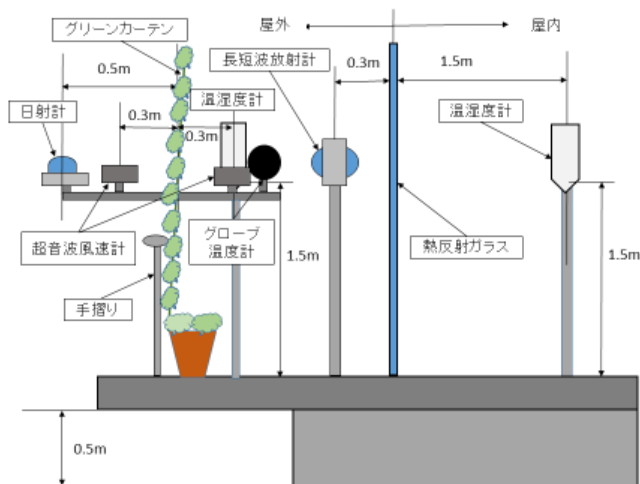 グリーンカーテン
屋外
屋内
長短波放射計
0.5m
0.3m
1.5m
日射計
温湿度計
温湿度計
0.3m
0.3m
超音波風速計
グローブ
温度計
熱反射ガラス
1.5m
1.5m
手摺り
0.5m